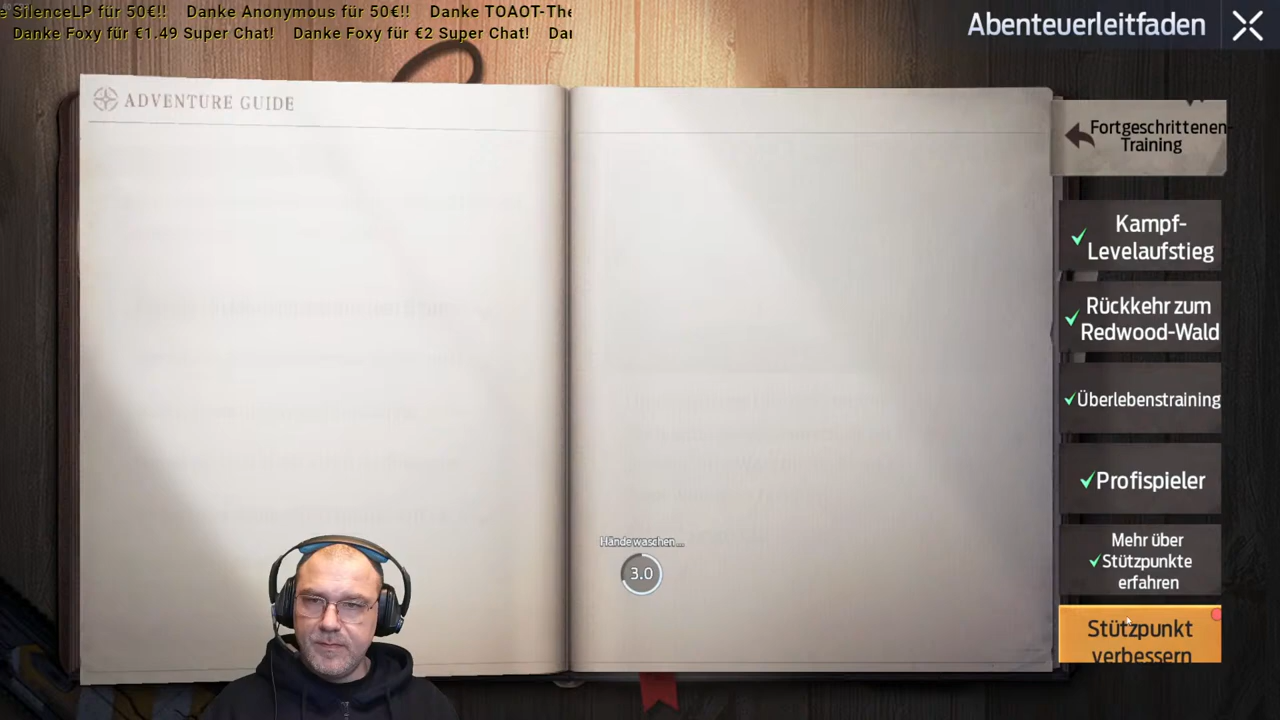 e SilenceLP für 50€!! Danke Anonymous für 50€!! Danke TOAOT-The
Danke Foxy für €1.49 Super Chat! Danke Foxy für €2 Super Chat! Dan
Abenteuerleitfaden
ADVENTURE GUIDE
Fortgeschrittenen-
Training
Kampf-
Levelaufstieg
Rückkehr zum
Redwood-Wald
Überlebenstraining
Profispieler
Hände waschen...
3.0
Mehr über
Stützpunkte
erfahren
Stützpunkt
verbessern